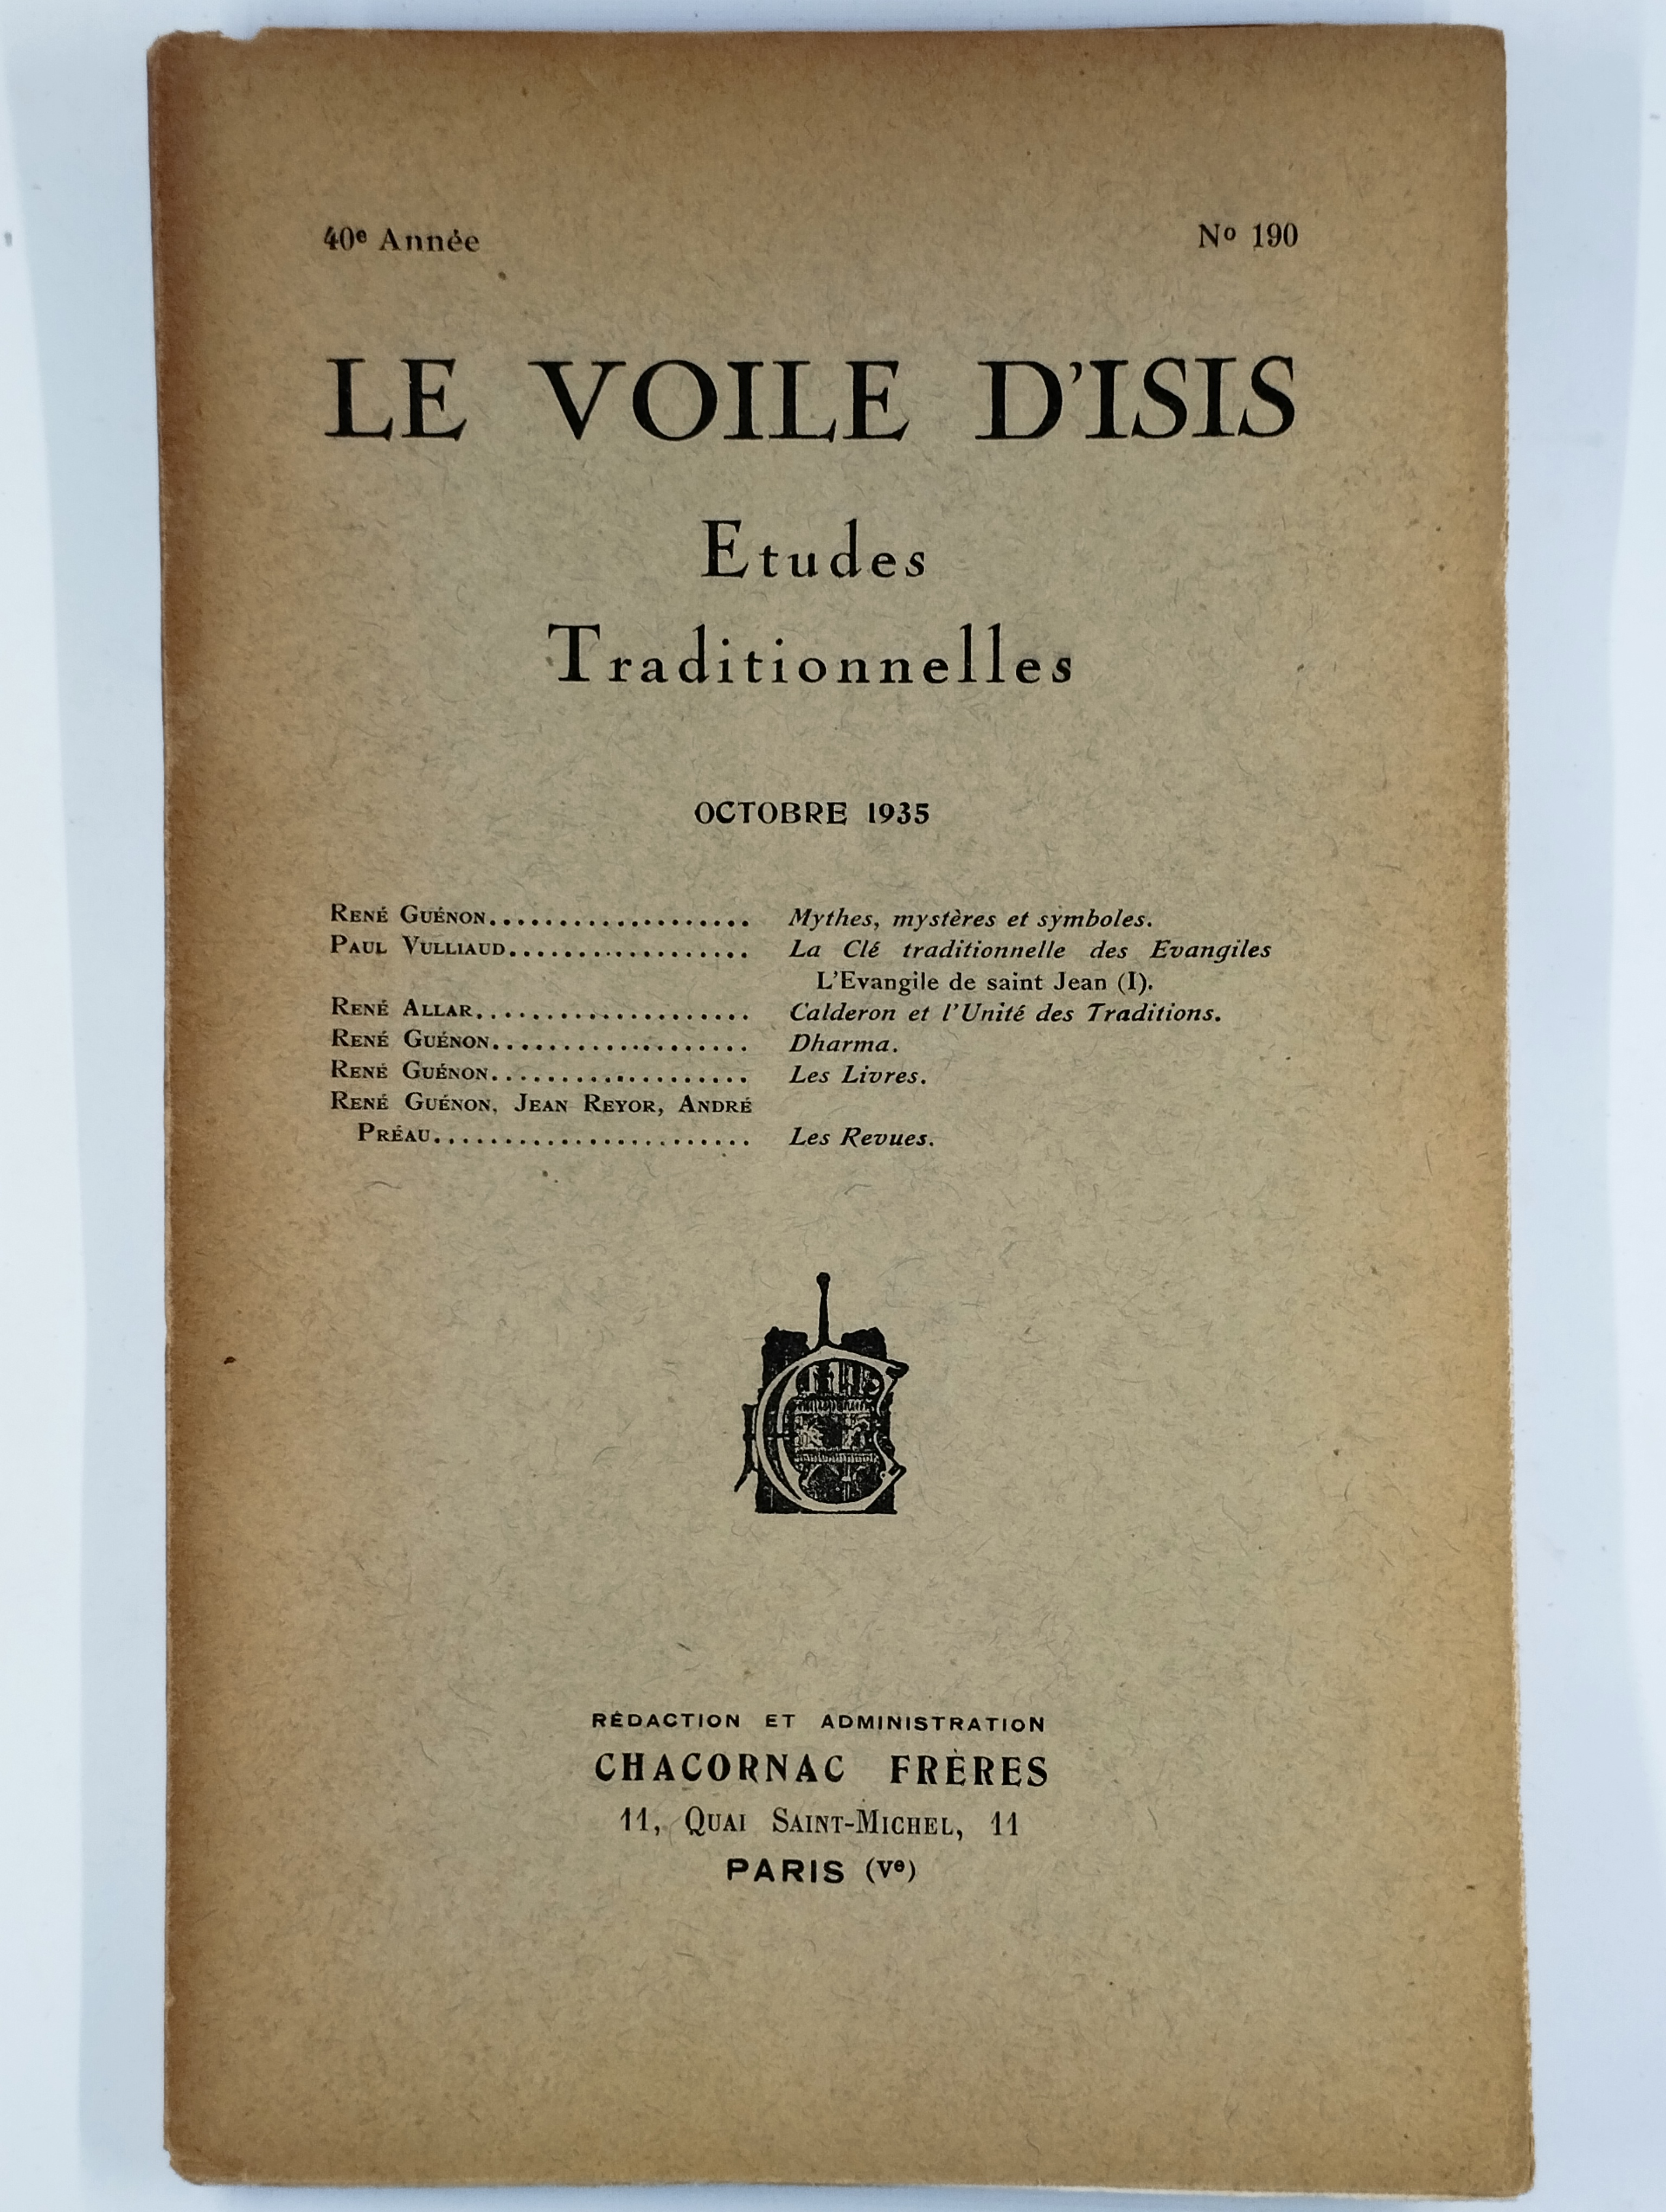 40e Année
No 190
LE VOILE D'ISIS
Etudes
Traditionnelles
OCTOBRE 1935
RENÉ GUÉNON.................... Mythes, mystères et symboles.
PAUL VULLIAUD.................. La Clé traditionnelle des Evangiles
L'Evangile de saint Jean (I).
RENÉ ALLAR..................... Calderon et l'Unité des Traditions.
RENÉ GUÉNON.................... Dharma.
RENÉ GUÉNON.................... Les Livres.
RENÉ GUÉNON, JEAN REYOR, ANDRÉ
PRÉAU....................... Les Revues.
RÉDACTION ET ADMINISTRATION
CHACORNAC FRÈRES
11, QUAI SAINT-MICHEL, 11
PARIS (Ve)